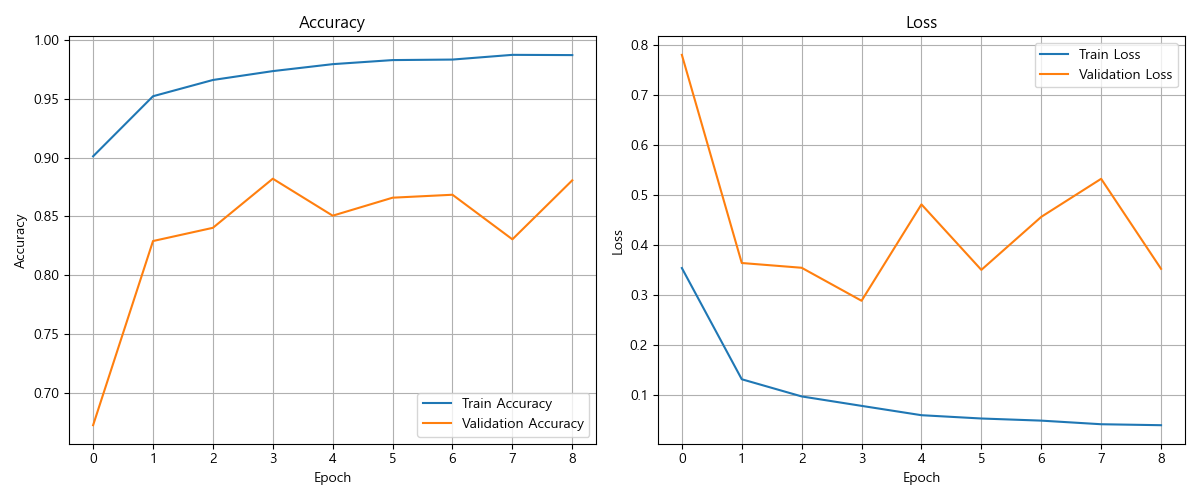 Accuracy
1.00
0.95
0.90
0.85
0.80
0.75
0.70
Accuracy
0 1 2 3 4 5 6 7 8
Epoch
Train Accuracy
Validation Accuracy
Loss
0.8
0.7
0.6
0.5
0.4
0.3
0.2
0.1
Loss
0 1 2 3 4 5 6 7 8
Epoch
Train Loss
Validation Loss